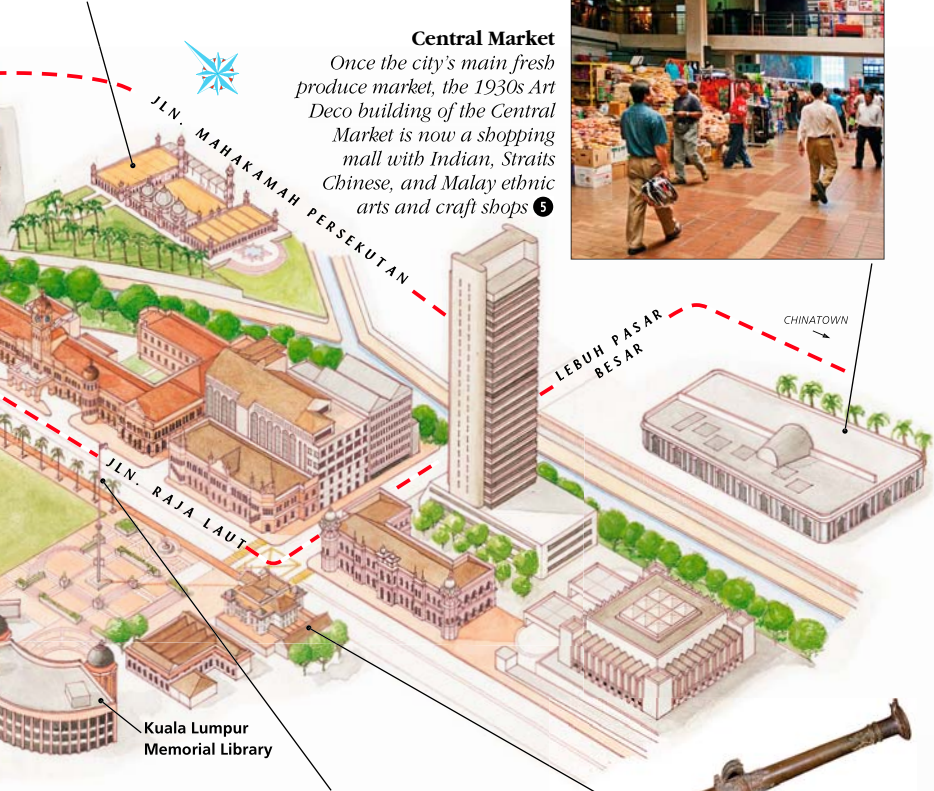 Central Market
Once the city's main fresh
produce market, the 1930s Art
Deco building of the Central
Market is now a shopping
mall with Indian, Straits
Chinese, and Malay ethnic
arts and craft shops 5
JLN. MAHAKAMAH PERSEKUTAN
LEBUH PASAR
BESAR
CHINATOWN
JLN. RAJA LAUT
Kuala Lumpur
Memorial Library